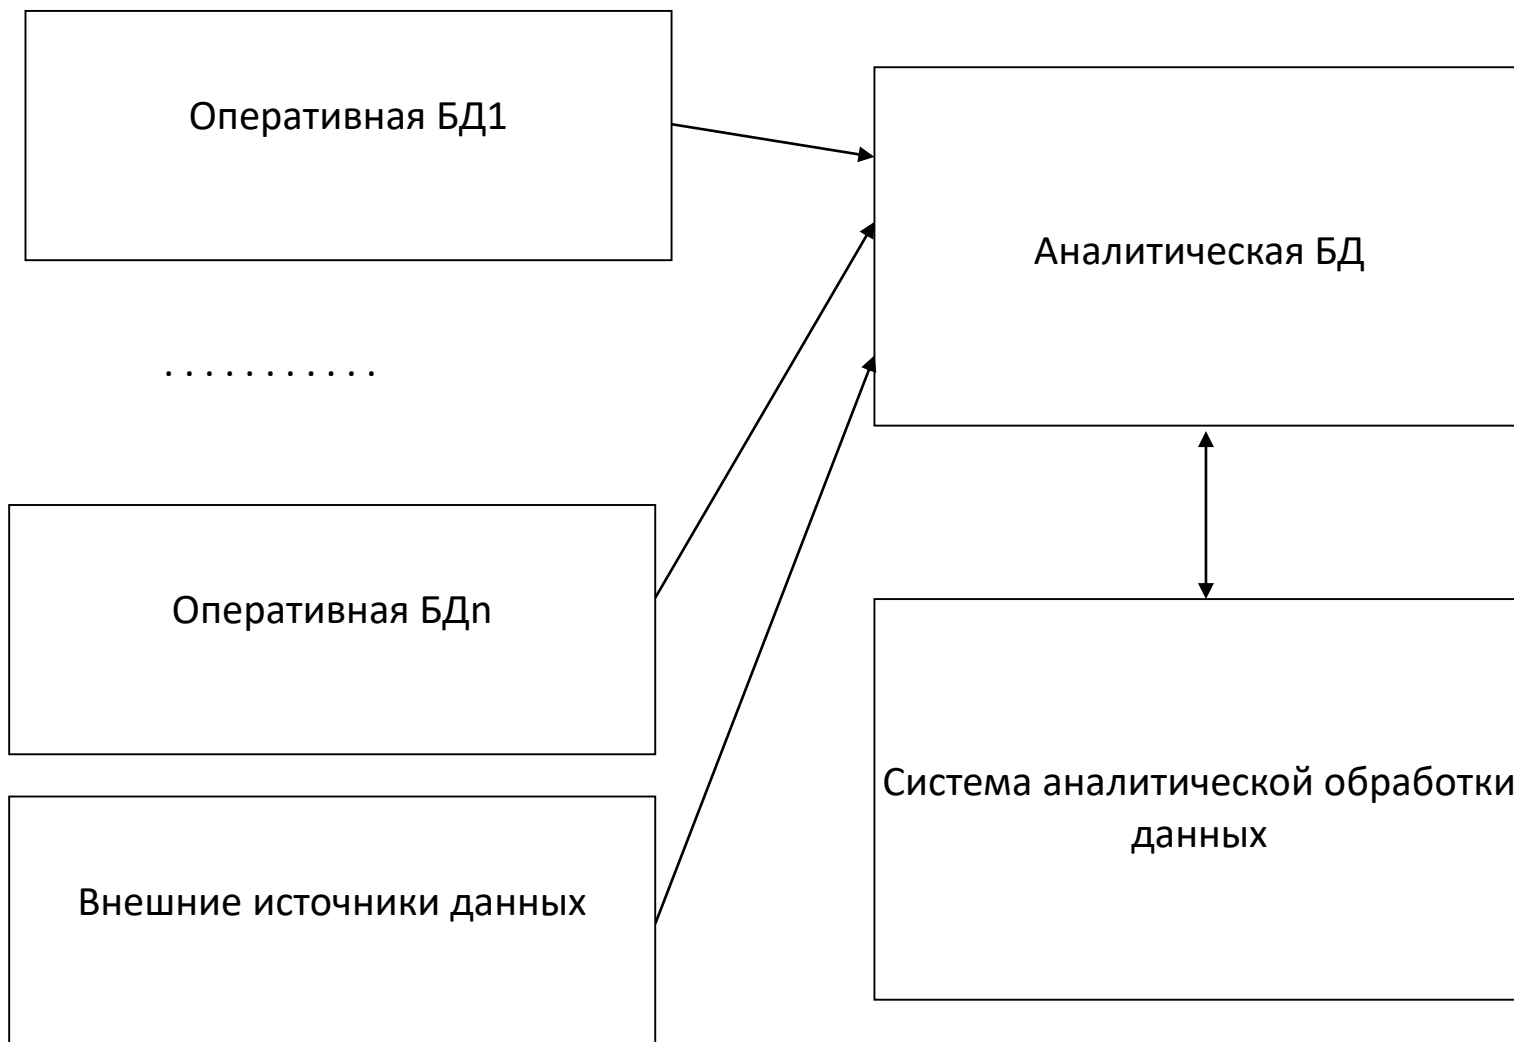 Оперативная БД1
Аналитическая БД
. . . . . . . . . . .
Оперативная БДn
Система аналитической обработки
данных
Внешние источники данных